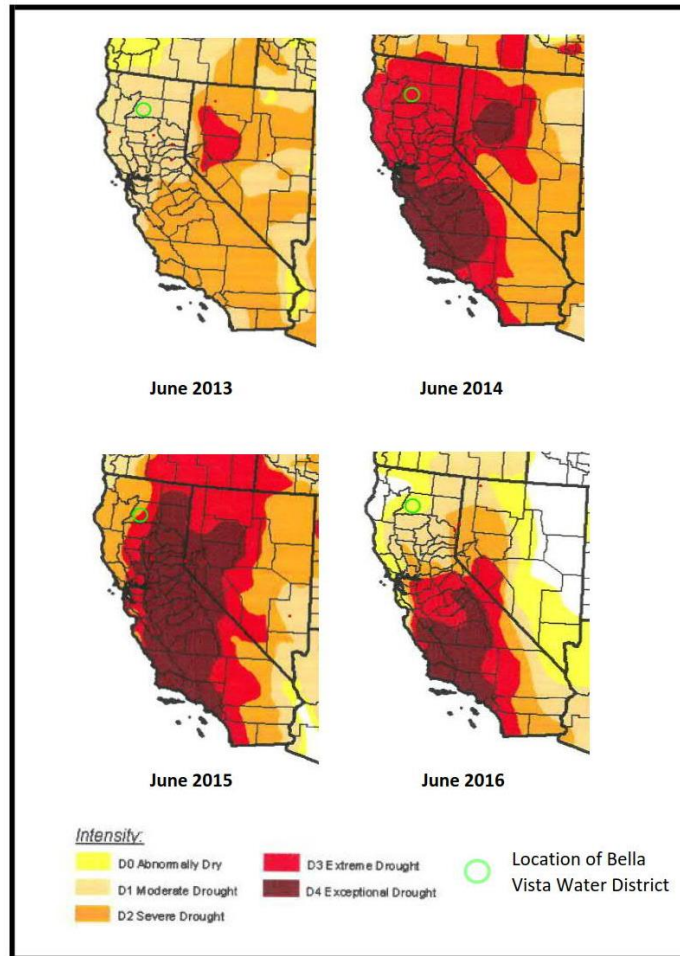 June 2013
June 2014
June 2015
June 2016
Intensity:
D0 Abnormally Dry
D1 Moderate Drought
D2 Severe Drought
D3 Extreme Drought
D4 Exceptional Drought
Location of Bella
Vista Water District